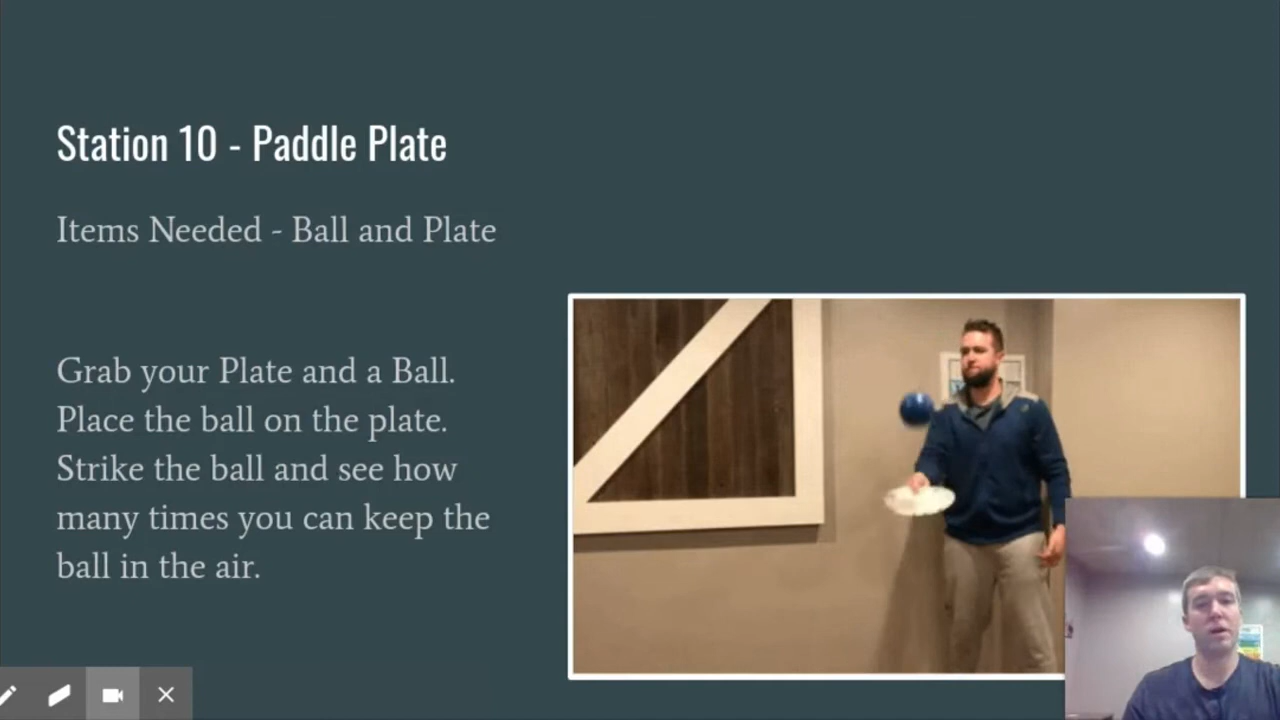 Station 10 - Paddle Plate
Items Needed - Ball and Plate
Grab your Plate and a Ball.
Place the ball on the plate.
Strike the ball and see how
many times you can keep the
ball in the air.